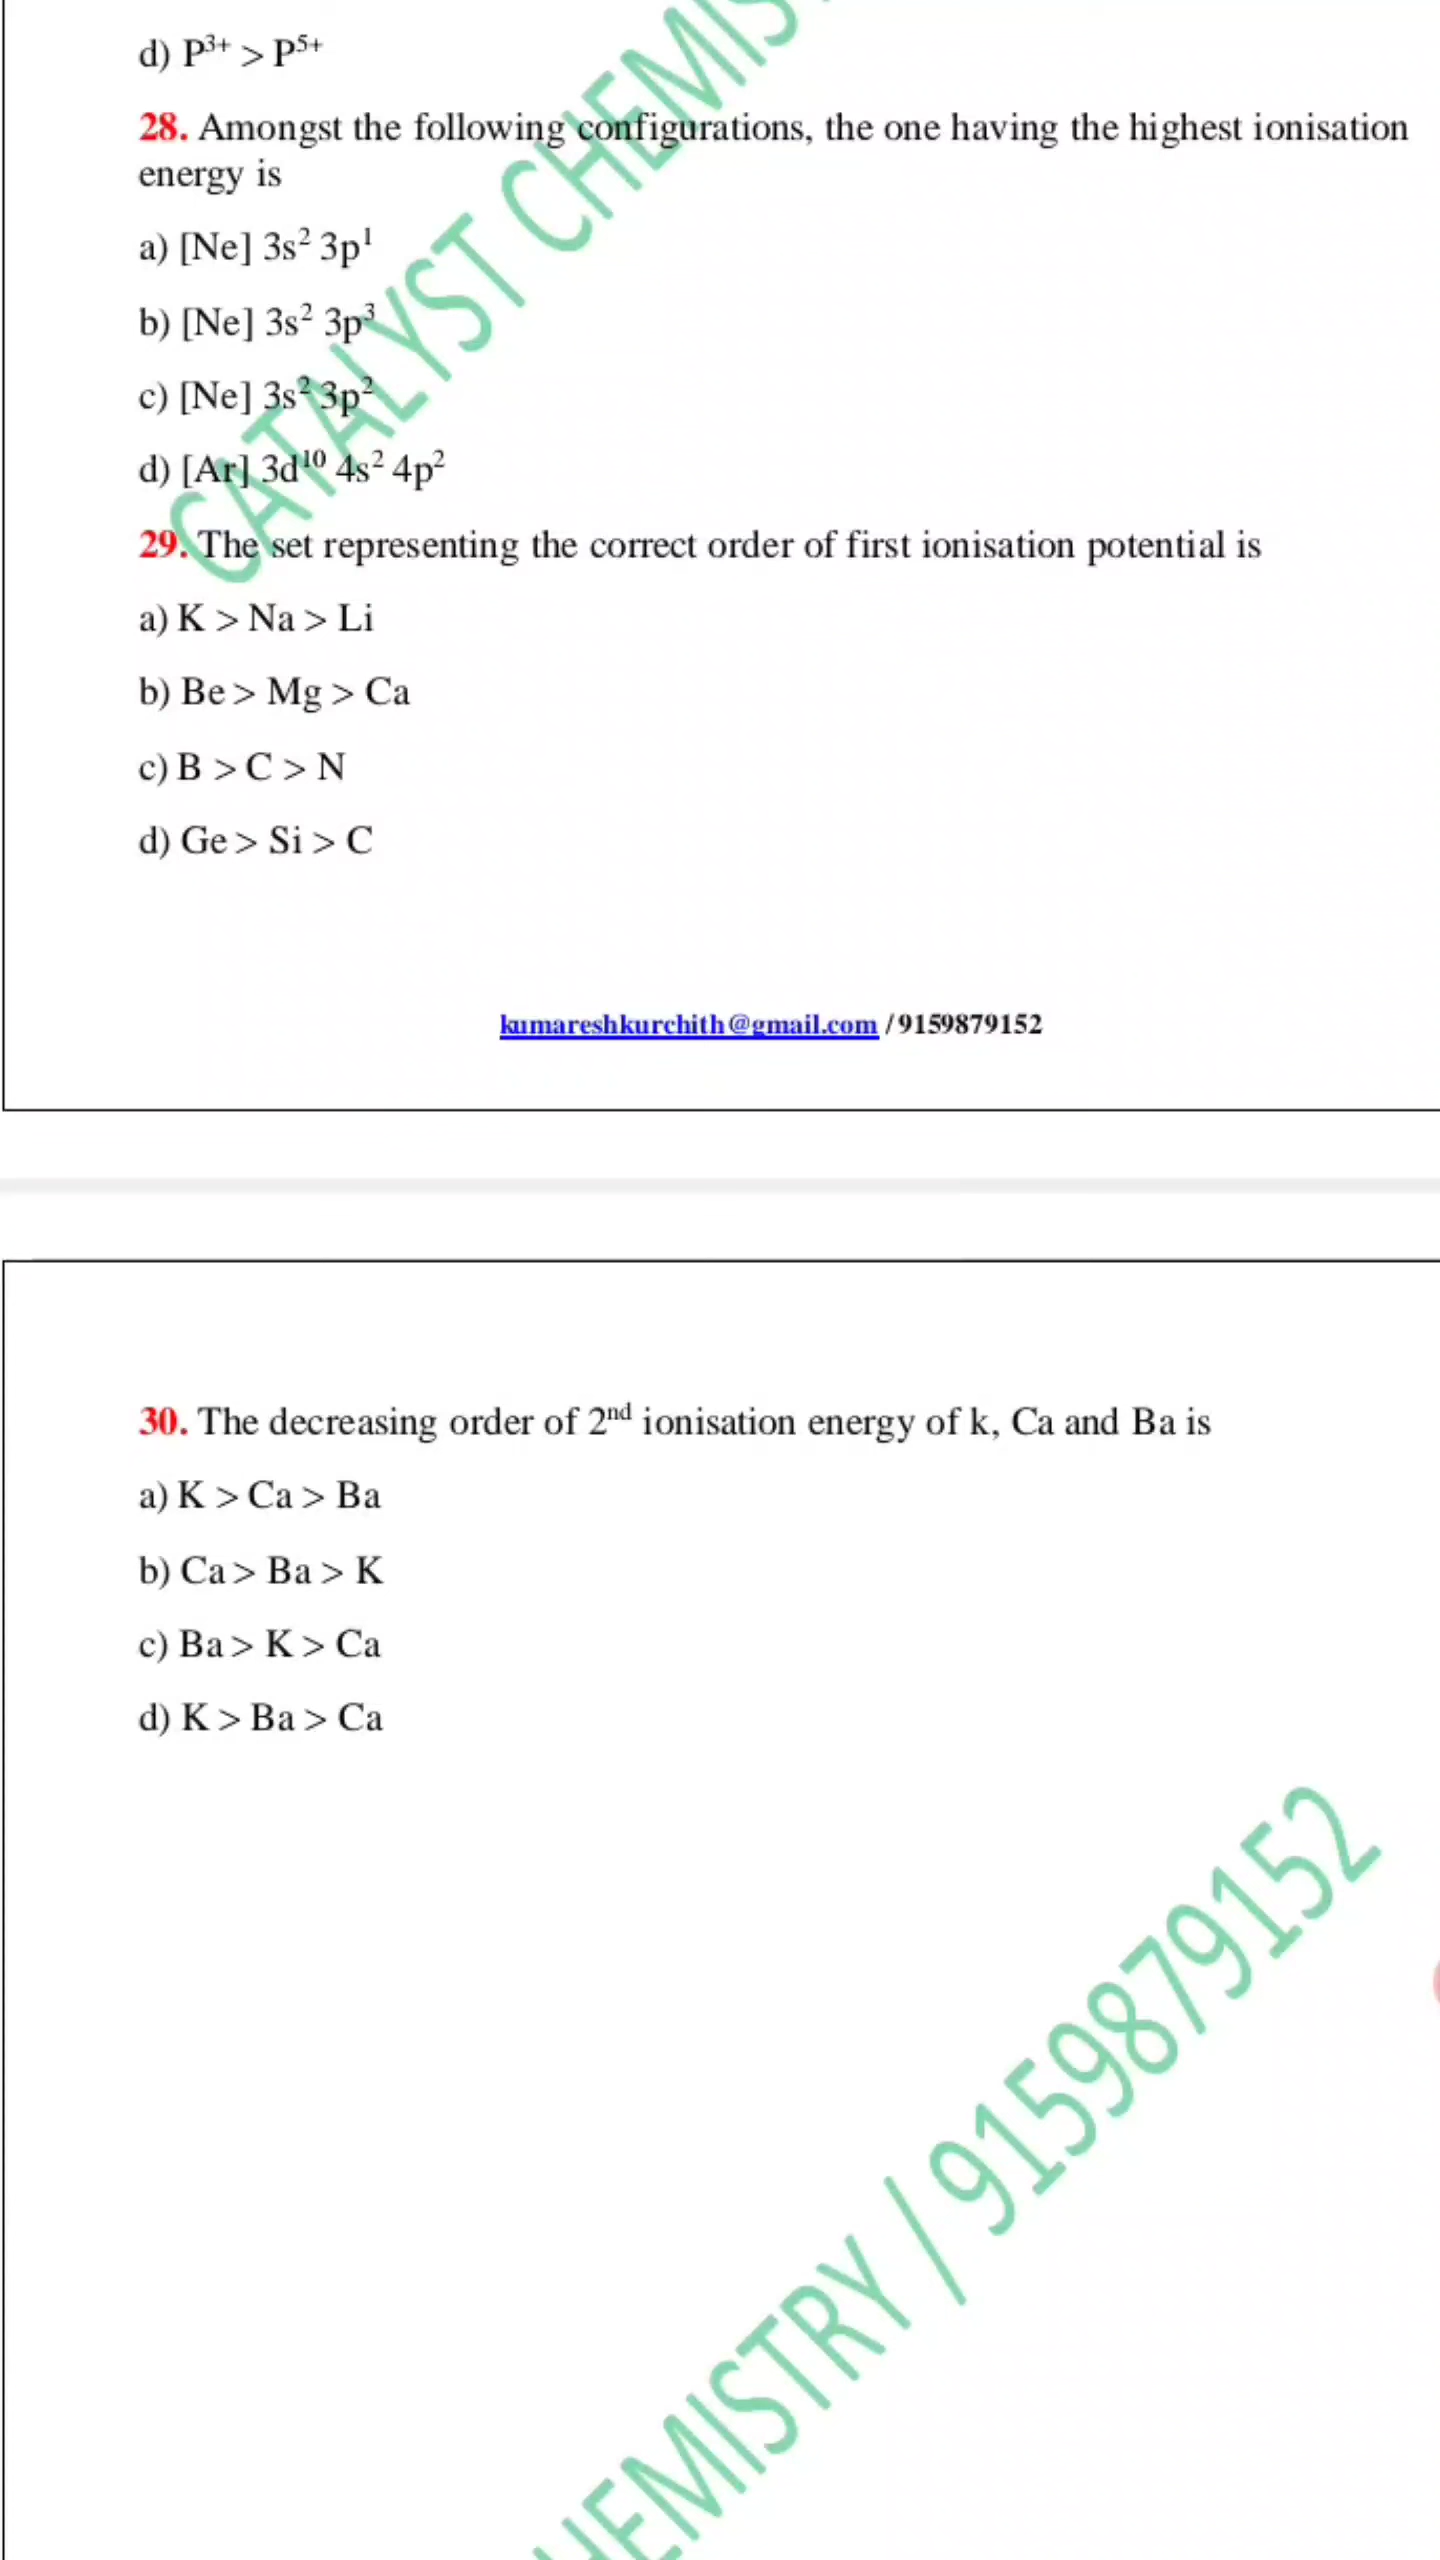 d) P³⁺ > P⁵⁺
28. Amongst the following configurations, the one having the highest ionisation
energy is
a) [Ne] 3s² 3p¹
b) [Ne] 3s² 3p³
c) [Ne] 3s² 3p²
d) [Ar] 3d¹⁰ 4s² 4p²
29. The set representing the correct order of first ionisation potential is
a) K > Na > Li
b) Be > Mg > Ca
c) B > C > N
d) Ge > Si > C
CATALYST CHEMIS
kumareshkurchith@gmail.com / 9159879152
30. The decreasing order of 2ⁿᵈ ionisation energy of k, Ca and Ba is
a) K > Ca > Ba
b) Ca > Ba > K
c) Ba > K > Ca
d) K > Ba > Ca
HEMISTRY / 9159879152